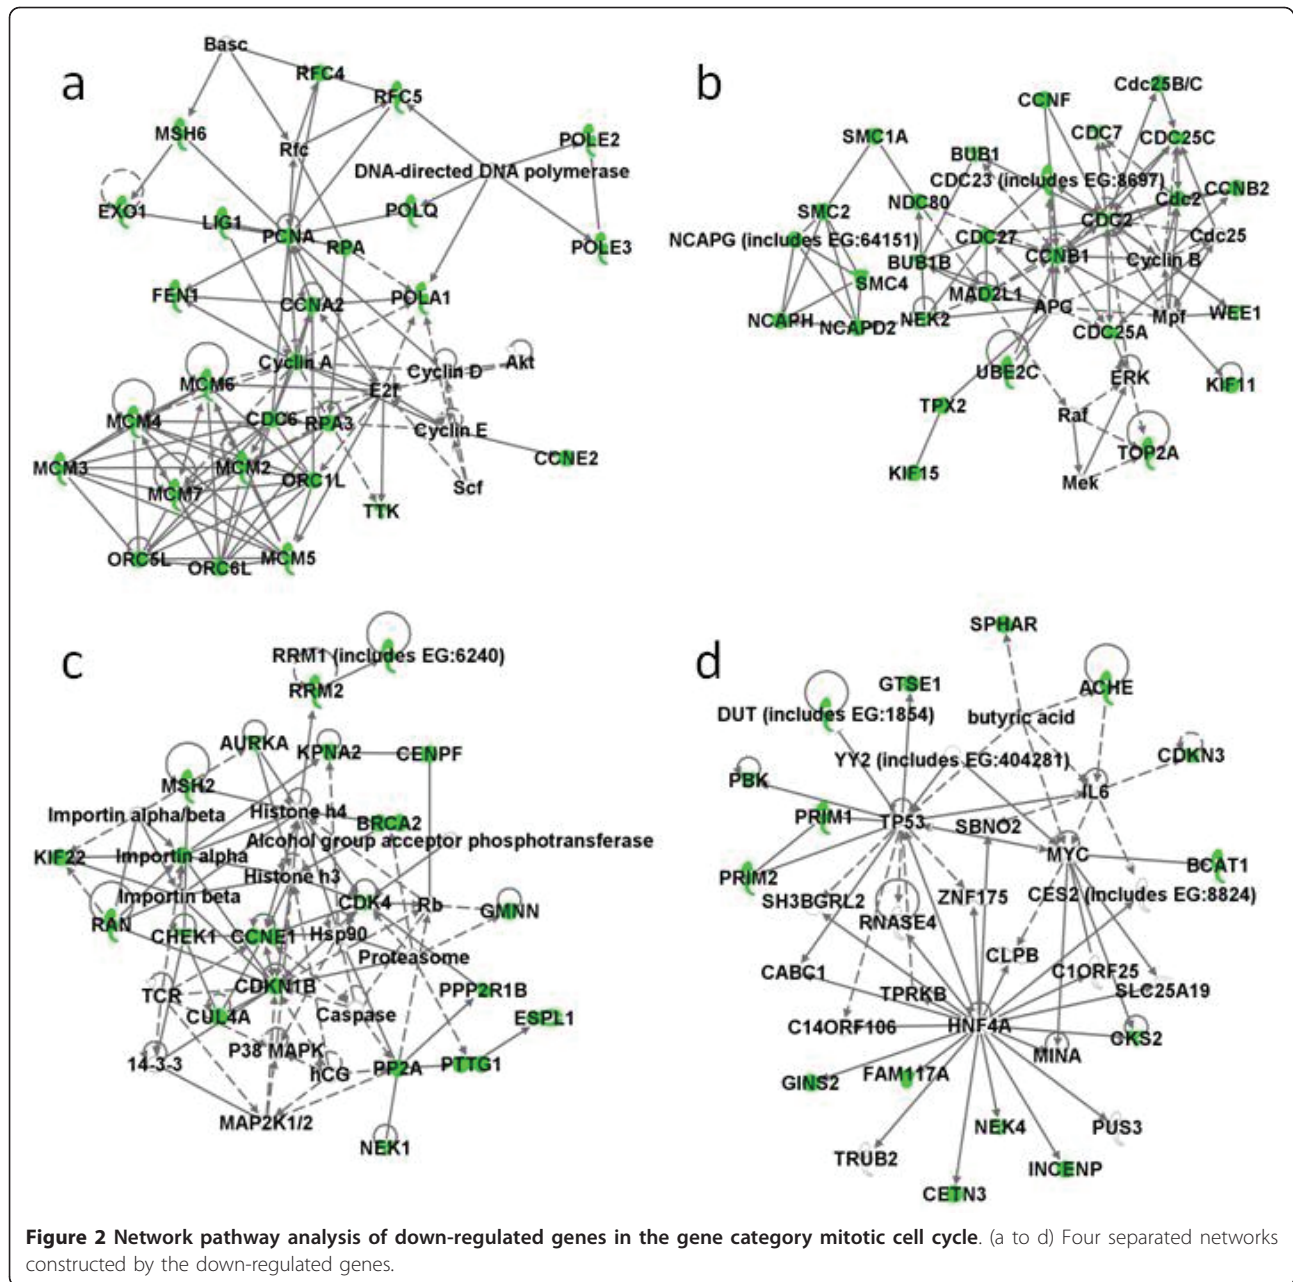 a
Basc
RFC4
RFC5
MSH6
Rfc
POLE2
DNA-directed DNA polymerase
EXO1
LIG1
POLQ
PCNA
RPA
POLE3
FEN1
CCNA2
POLA1
Cyclin A
Cyclin D
Akt
MCM6
E2f
MCM4
CDC6
RPA3
Cyclin E
MCM3
MCM2
CCNE2
MCM7
ORC1L
Scf
TTK
ORC5L
ORC6L
MCM5
b
Cdc25B/C
CCNF
SMC1A
CDC7
CDC25C
BUB1
CDC23 (includes EG:8697)
CCNB2
SMC2
NDC80
Cdc2
CDC2
NCAPG (includes EG:64151)
CDC27
Cdc25
BUB1B
CCNB1
Cyclin B
SMC4
MAD2L1
APC
NCAPH
NCAPD2
NEK2
Mpf
WEE1
CDC25A
UBE2C
ERK
KIF11
TPX2
Raf
TOP2A
KIF15
Mek
c
RRM1 (includes EG:6240)
RRM2
AURKA
KPNA2
CENPF
MSH2
Importin alpha/beta
Histone h4
BRCA2
Alcohol group acceptor phosphotransferase
KIF22
Importin alpha
Histone h3
Importin beta
CDK4
Rb
GMNN
RAN
CHEK1
CCNE1
Hsp90
Proteasome
TCR
CDKN1B
PPP2R1B
CUL4A
Caspase
ESPL1
P38 MAPK
14-3-3
hCG
PP2A
PTTG1
MAP2K1/2
NEK1
d
SPHAR
GTSE1
ACHE
DUT (includes EG:1854)
butyric acid
YY2 (includes EG:404281)
CDKN3
PBK
IL6
PRIM1
TP53
SBNO2
MYC
BCAT1
PRIM2
SH3BGRL2
ZNF175
CES2 (includes EG:8824)
RNASE4
CLPB
CABC1
C1ORF25
TPRKB
SLC25A19
C14ORF106
HNF4A
CKS2
MINA
GINS2
FAM117A
NEK4
PUS3
TRUB2
INCENP
CETN3
Figure 2 Network pathway analysis of down-regulated genes in the gene category mitotic cell cycle. (a to d) Four separated networks
constructed by the down-regulated genes.